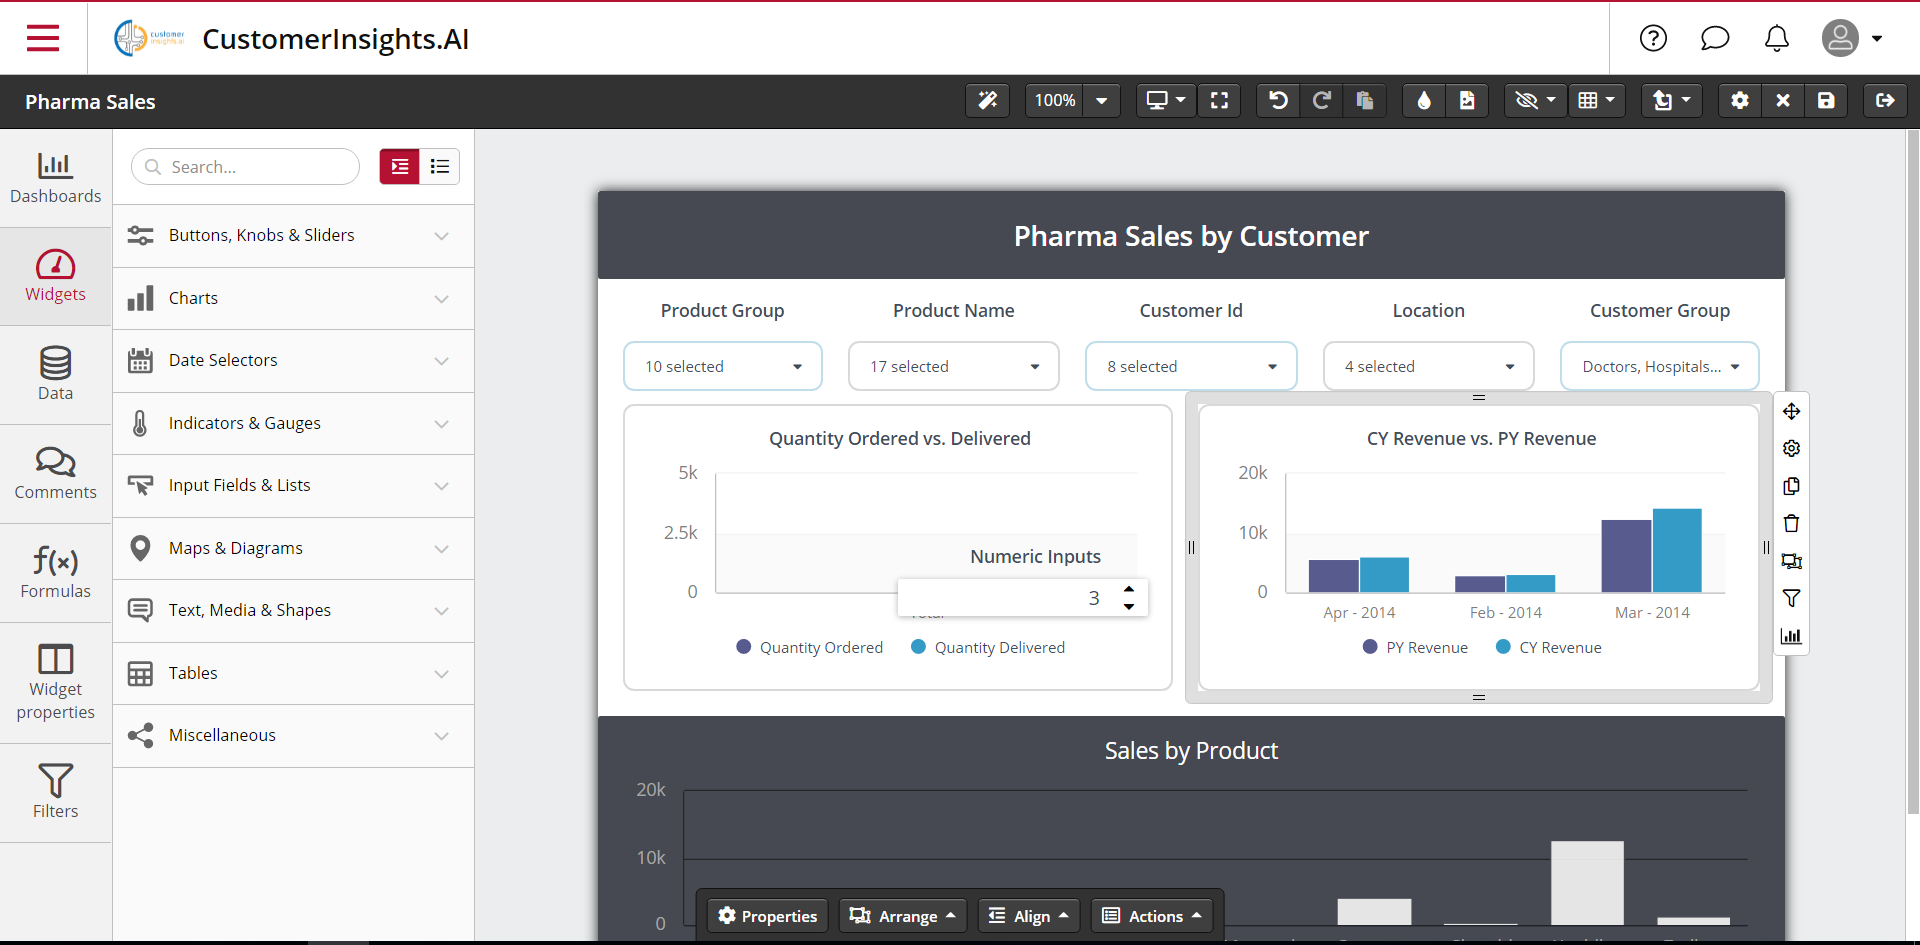 customer
insights.ai
CustomerInsights.AI
Pharma Sales
100%
Dashboards
Widgets
Data
Comments
Formulas
Widget
properties
Filters
Search...
Buttons, Knobs & Sliders
Charts
Date Selectors
Indicators & Gauges
Input Fields & Lists
Maps & Diagrams
Text, Media & Shapes
Tables
Miscellaneous
Pharma Sales by Customer
Product Group
Product Name
Customer Id
Location
Customer Group
10 selected
17 selected
8 selected
4 selected
Doctors, Hospitals...
Quantity Ordered vs. Delivered
5k
2.5k
0
Numeric Inputs
3
Quantity Ordered
Quantity Delivered
CY Revenue vs. PY Revenue
20k
10k
0
Apr - 2014
Feb - 2014
Mar - 2014
PY Revenue
CY Revenue
Sales by Product
20k
10k
0
Properties
Arrange
Align
Actions